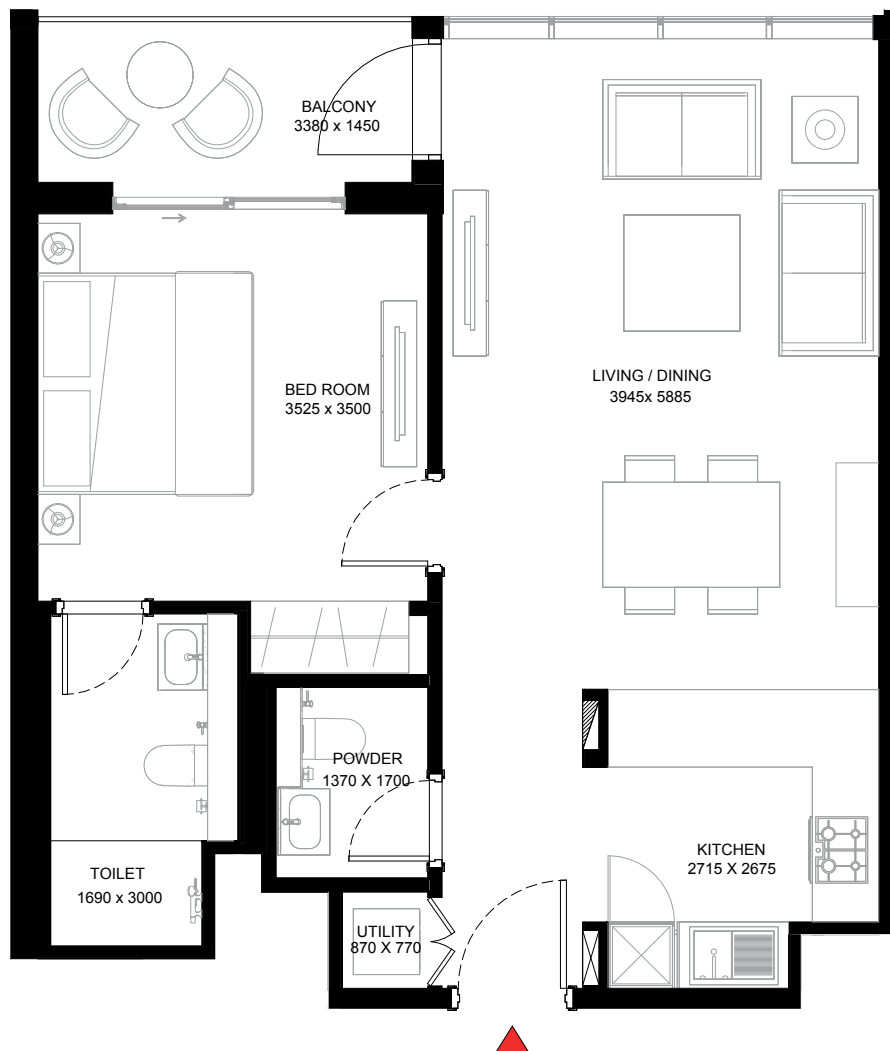 BALCONY
3380 x 1450
BED ROOM
3525 x 3500
LIVING / DINING
3945x 5885
POWDER
1370 X 1700
KITCHEN
2715 X 2675
TOILET
1690 x 3000
UTILITY
870 X 770